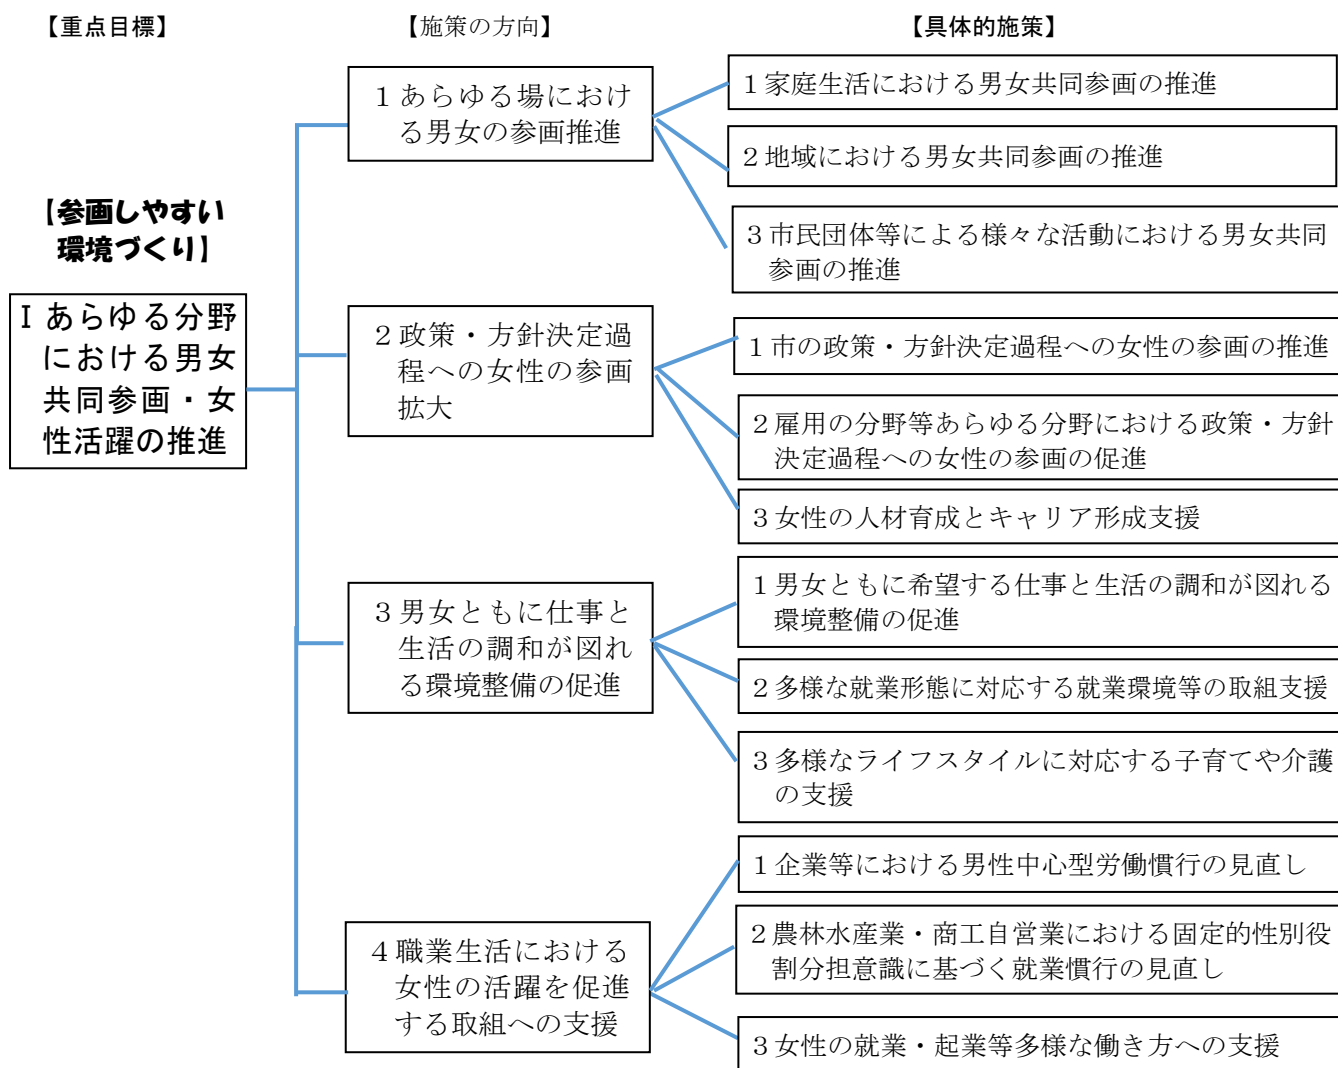 【重点目標】
【施策の方向】
【具体的施策】
【参画しやすい
環境づくり】
Ⅰ あらゆる分野
における男女
共同参画・女
性活躍の推進
１あらゆる場におけ
る男女の参画推進
１家庭生活における男女共同参画の推進
２地域における男女共同参画の推進
３市民団体等による様々な活動における男女共同
参画の推進
２政策・方針決定過
程への女性の参画
拡大
１市の政策・方針決定過程への女性の参画の推進
２雇用の分野等あらゆる分野における政策・方針
決定過程への女性の参画の促進
３女性の人材育成とキャリア形成支援
３男女ともに仕事と
生活の調和が図れ
る環境整備の促進
１男女ともに希望する仕事と生活の調和が図れる
環境整備の促進
２多様な就業形態に対応する就業環境等の取組支援
３多様なライフスタイルに対応する子育てや介護
の支援
４職業生活における
女性の活躍を促進
する取組への支援
１企業等における男性中心型労働慣行の見直し
２農林水産業・商工自営業における固定的性別役
割分担意識に基づく就業慣行の見直し
３女性の就業・起業等多様な働き方への支援